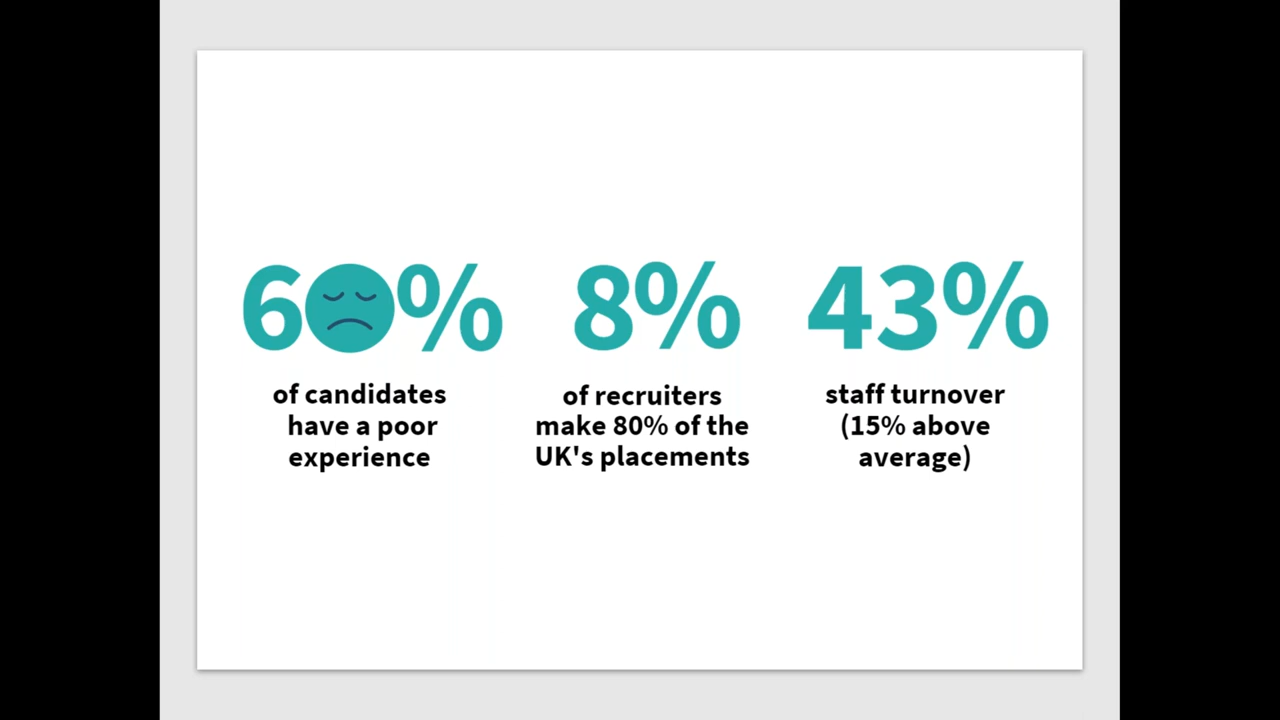 60% 8% 43%
of candidates
have a poor
experience
of recruiters
make 80% of the
UK's placements
staff turnover
(15% above
average)